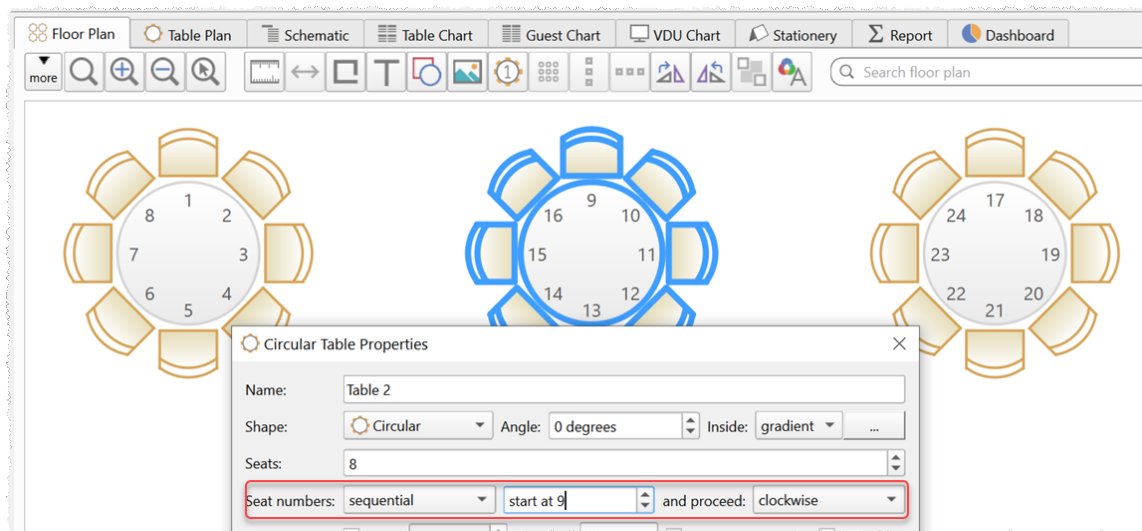 Floor Plan Table Plan Schematic Table Chart Guest Chart VDU Chart Stationery Report Dashboard
more 1 A Search floor plan
1 9 17
8 2 16 10 24 18
7 3 15 11 23 19
6 4 14 12 22 20
5 13 21
Circular Table Properties
Name: Table 2
Shape: Circular Angle: 0 degrees Inside: gradient ...
Seats: 8
Seat numbers: sequential start at 9 and proceed: clockwise